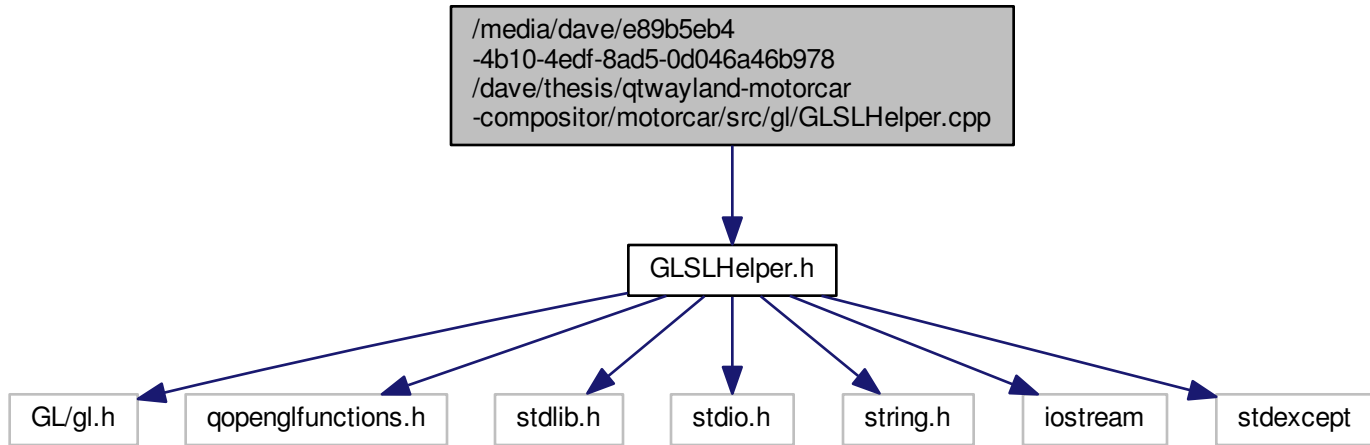 /media/dave/e89b5eb4
-4b10-4edf-8ad5-0d046a46b978
/dave/thesis/qtwayland-motorcar
-compositor/motorcar/src/gl/GLSLHelper.cpp
GLSLHelper.h
GL/gl.h
qopenglfunctions.h
stdlib.h
stdio.h
string.h
iostream
stdexcept